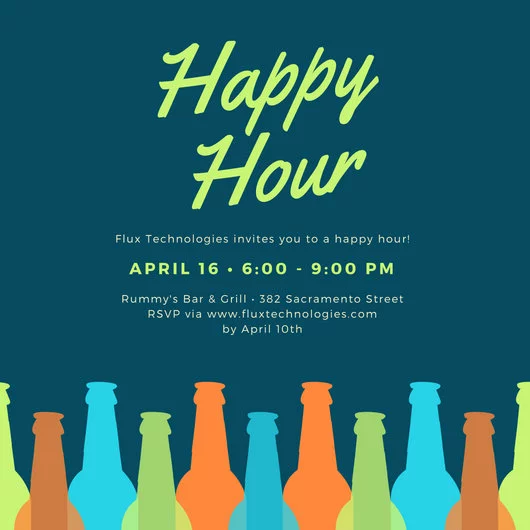 Happy
Hour
Flux Technologies invites you to a happy hour!
APRIL 16 • 6:00 - 9:00 PM
Rummy's Bar & Grill • 382 Sacramento Street
RSVP via www.fluxtechnologies.com
by April 10th